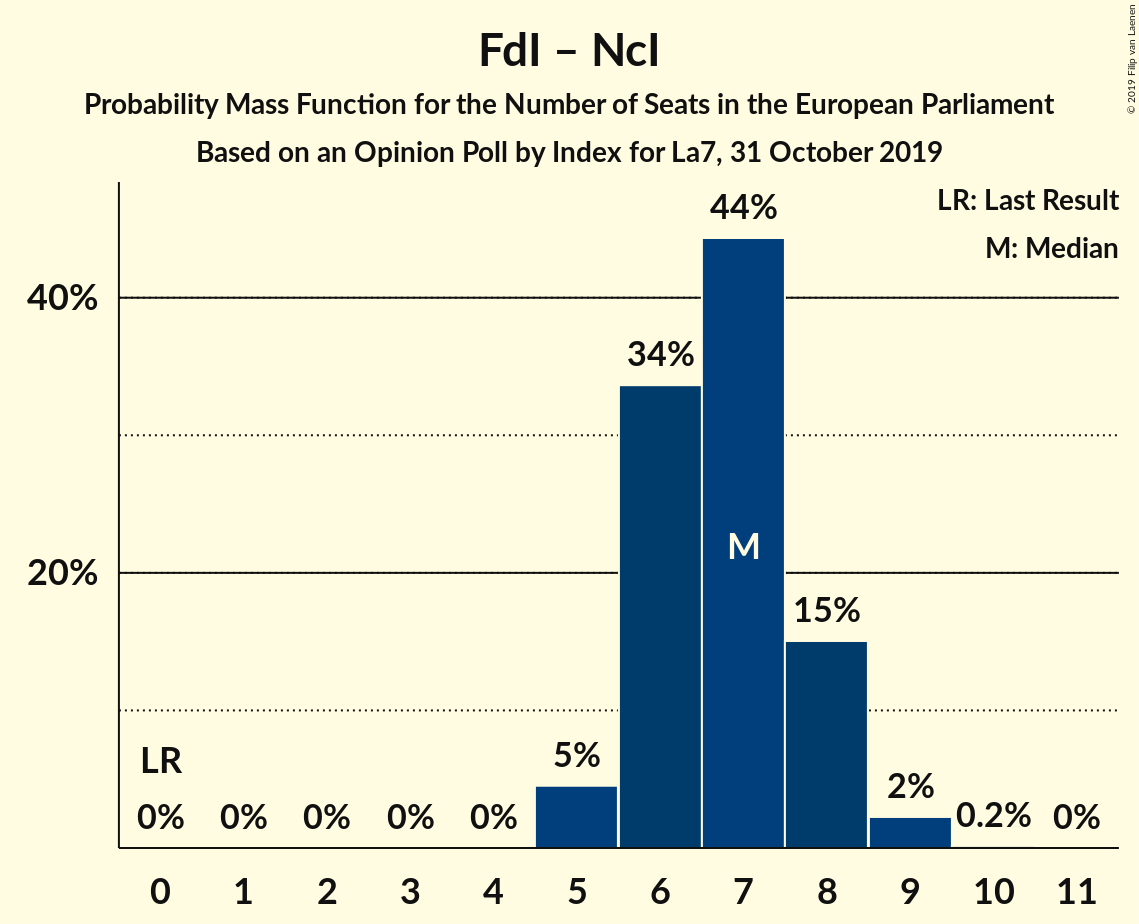 FdI – NcI
Probability Mass Function for the Number of Seats in the European Parliament
Based on an Opinion Poll by Index for La7, 31 October 2019
© 2019 Filip van Laenen
LR: Last Result
M: Median
44%
40%
34%
M
20%
15%
LR
5%
2%
0% 0% 0% 0% 0% 0.2% 0%
0 1 2 3 4 5 6 7 8 9 10 11